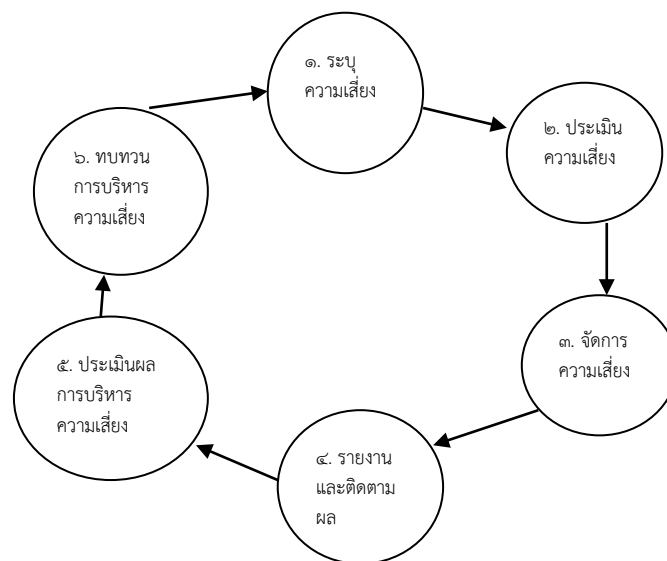 ๑. ระบุ
ความเสี่ยง
๒. ประเมิน
ความเสี่ยง
๓. จัดการ
ความเสี่ยง
๔. รายงาน
และติดตาม
ผล
๕. ประเมินผล
การบริหาร
ความเสี่ยง
๖. ทบทวน
การบริหาร
ความเสี่ยง